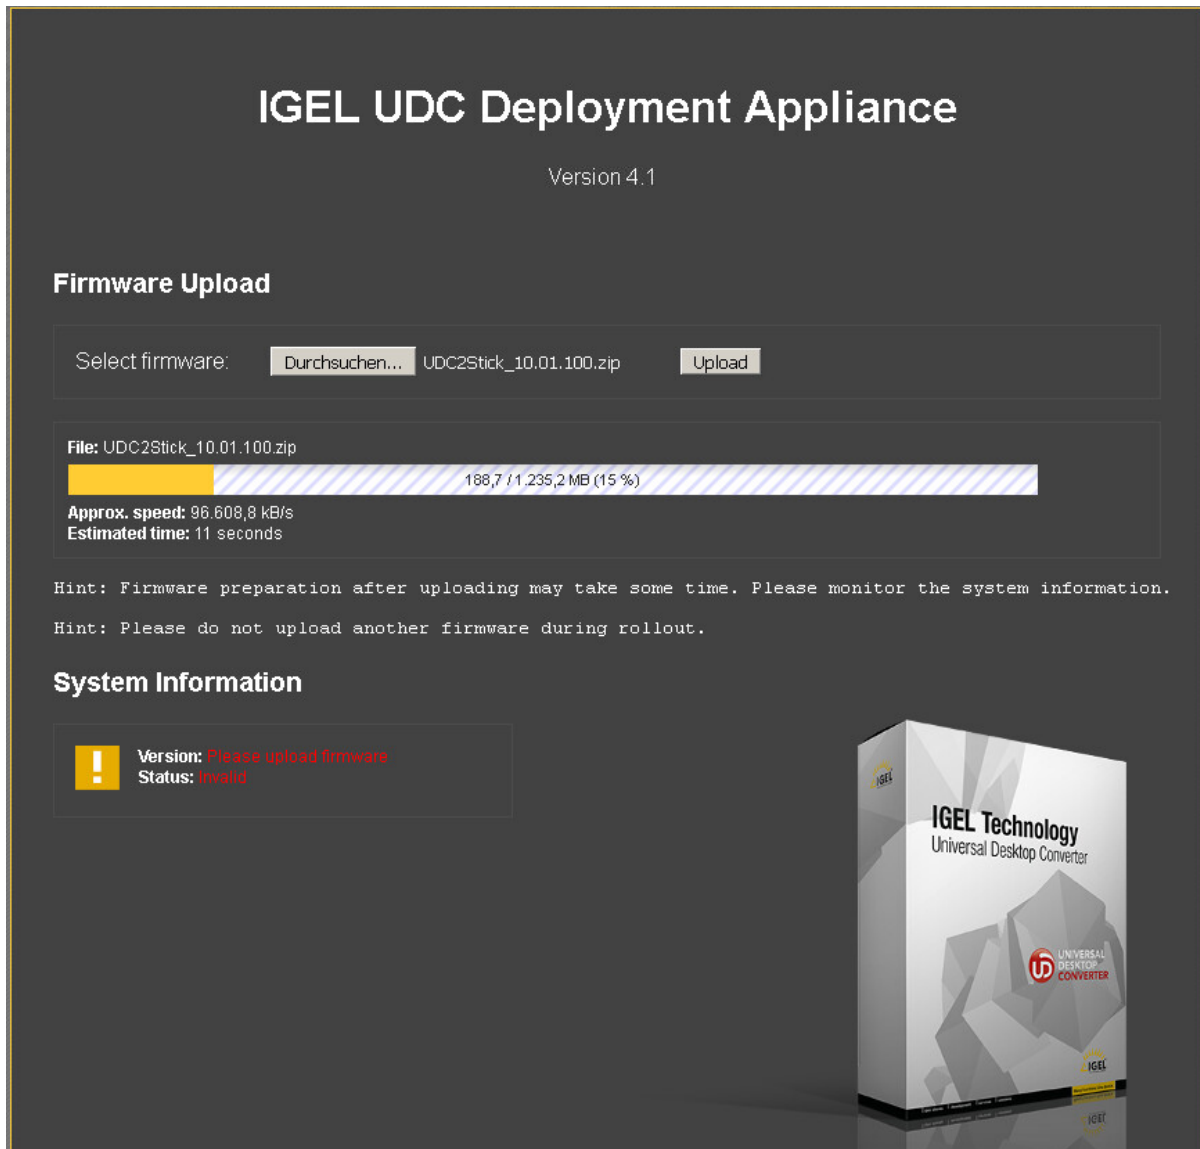 IGEL UDC Deployment Appliance
Version 4.1
Firmware Upload
Select firmware: Durchsuchen... UDC2Stick_10.01.100.zip Upload
File: UDC2Stick_10.01.100.zip
188,7 / 1.235,2 MB (15 %)
Approx. speed: 96.608,8 kB/s
Estimated time: 11 seconds
Hint: Firmware preparation after uploading may take some time. Please monitor the system information.
Hint: Please do not upload another firmware during rollout.
System Information
Version: Please upload firmware
Status: Invalid
IGEL
IGEL Technology
Universal Desktop Converter
UD
UNIVERSAL
DESKTOP
CONVERTER
IGEL